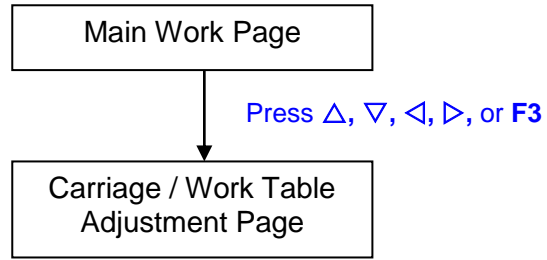 Main Work Page
Press △, ▽, ◁, ▷, or F3
Carriage / Work Table
Adjustment Page